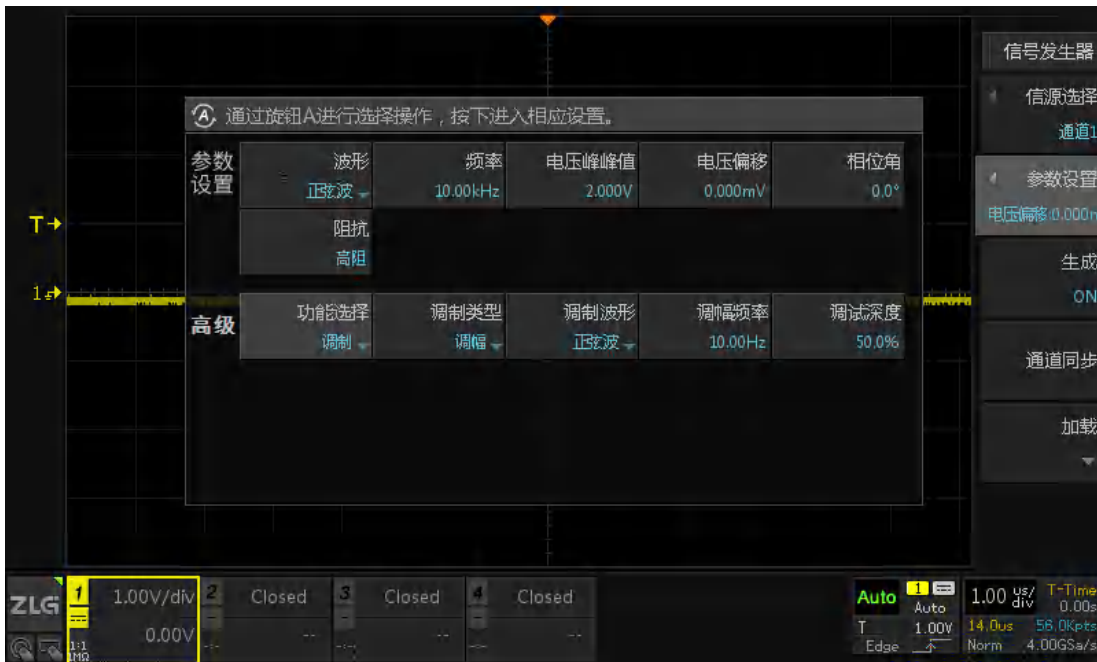 信号发生器
信源选择
通道1
参数设置
电压偏移:0.000m
生成
ON
通道同步
加载
A 通过旋钮A进行选择操作，按下进入相应设置。
参数设置
波形 频率 电压峰峰值 电压偏移 相位角
正弦波 10.00kHz 2.000V 0.000mV 0.0°
阻抗
高阻
高级
功能选择 调制类型 调制波形 调幅频率 调试深度
调制 调幅 正弦波 10.00Hz 50.0%
T
1
ZLG
1 1.00V/div 2 Closed 3 Closed 4 Closed
0.00V -- -- --
1:1
1MΩ
Auto 1 Auto
T 1.00V
Edge
1.00 us/div T-Time
0.00s
14.0us 56.0Kpts
Norm 4.00GSa/s